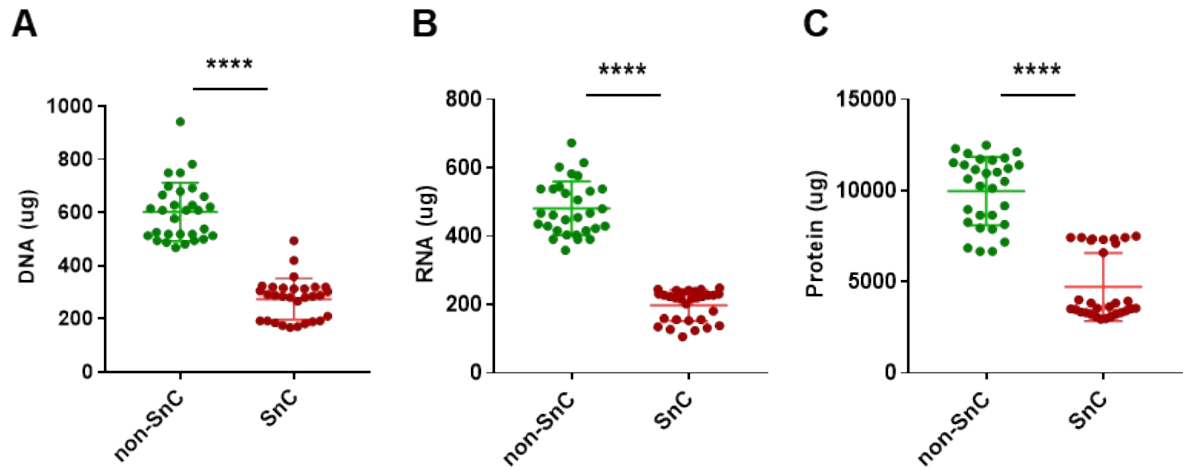 A
****
DNA (ug)
1000
800
600
400
200
0
non-SnC
SnC
B
****
RNA (ug)
800
600
400
200
0
non-SnC
SnC
C
****
Protein (ug)
15000
10000
5000
0
non-SnC
SnC